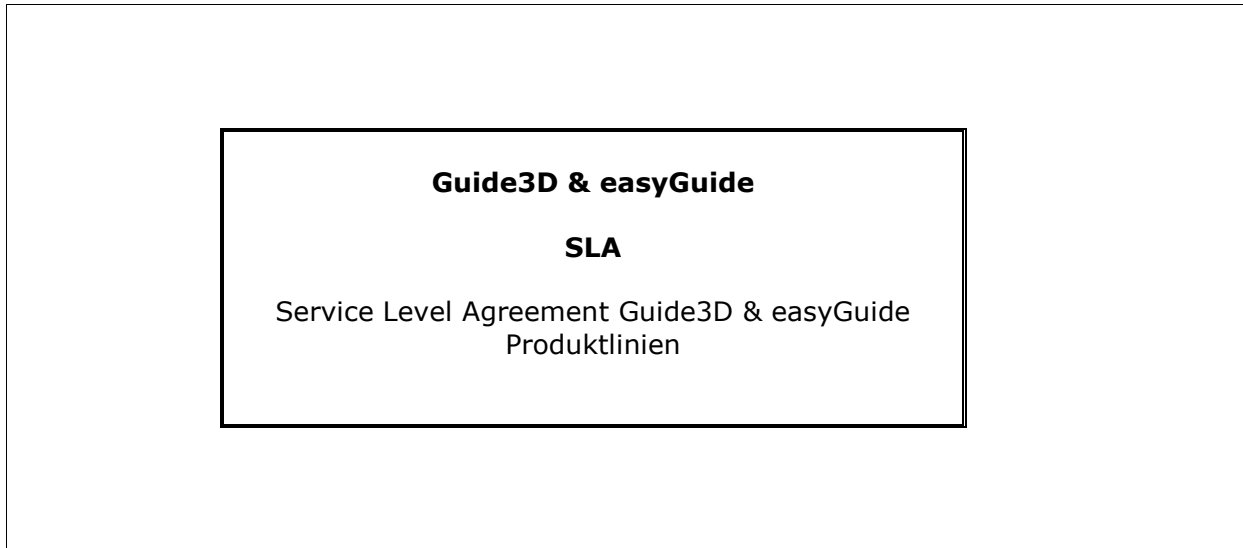 Guide3D & easyGuide
SLA
Service Level Agreement Guide3D & easyGuide
Produktlinien